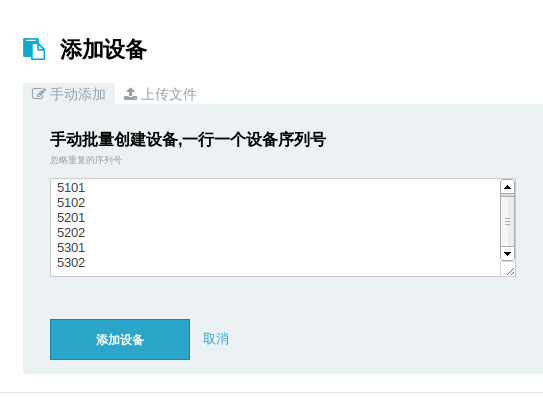 添加设备
手动添加 上传文件
手动批量创建设备,一行一个设备序列号
忽略重复的序列号
5101
5102
5201
5202
5301
5302
添加设备 取消